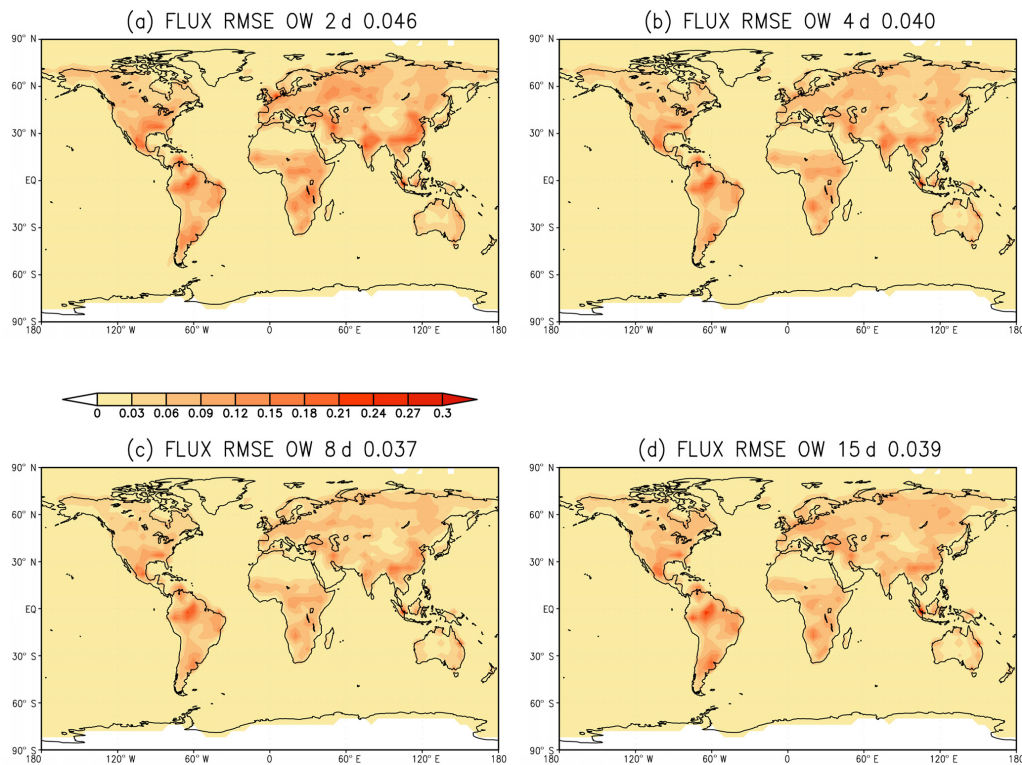 (a) FLUX RMSE OW 2 d 0.046
(b) FLUX RMSE OW 4 d 0.040
90° N
60° N
30° N
EQ
30° S
60° S
90° S
180 120° W 60° W 0 60° E 120° E 180
90° N
60° N
30° N
EQ
30° S
60° S
90° S
180 120° W 60° W 0 60° E 120° E 180
0 0.03 0.06 0.09 0.12 0.15 0.18 0.21 0.24 0.27 0.3
(c) FLUX RMSE OW 8 d 0.037
(d) FLUX RMSE OW 15 d 0.039
90° N
60° N
30° N
EQ
30° S
60° S
90° S
180 120° W 60° W 0 60° E 120° E 180
90° N
60° N
30° N
EQ
30° S
60° S
90° S
180 120° W 60° W 0 60° E 120° E 180